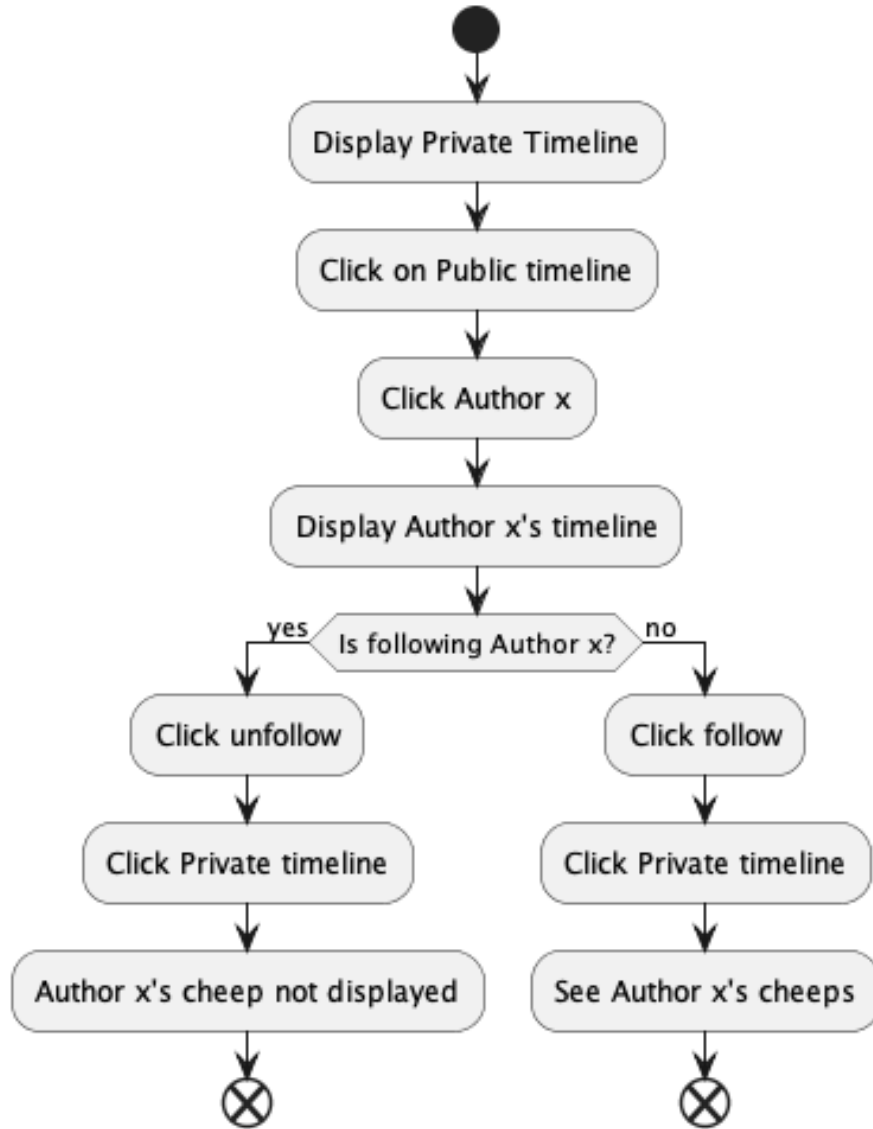 Display Private Timeline
Click on Public timeline
Click Author x
Display Author x's timeline
yes
Is following Author x?
no
Click unfollow
Click follow
Click Private timeline
Click Private timeline
Author x's cheep not displayed
See Author x's cheeps